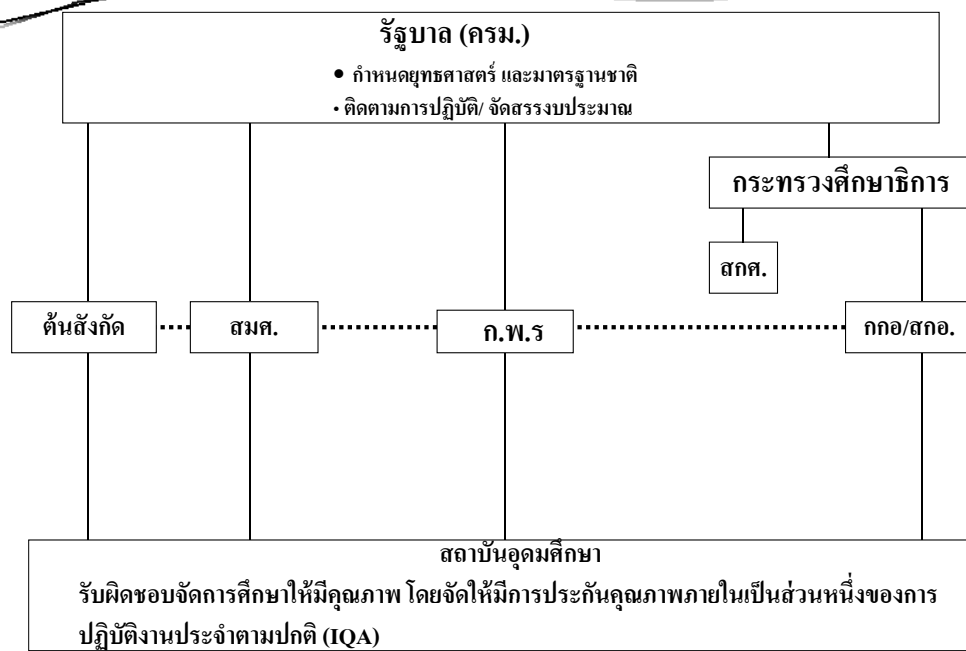 รัฐบาล (ครม.)
• กำหนดยุทธศาสตร์ และมาตรฐานชาติ
• ติดตามการปฏิบัติ/ จัดสรรงบประมาณ
กระทรวงศึกษาธิการ
สกศ.
ต้นสังกัด สมศ. ก.พ.ร กกอ/สกอ.
สถาบันอุดมศึกษา
รับผิดชอบจัดการศึกษาให้มีคุณภาพ โดยจัดให้มีการประกันคุณภาพภายในเป็นส่วนหนึ่งของการ
ปฏิบัติงานประจำตามปกติ (IQA)